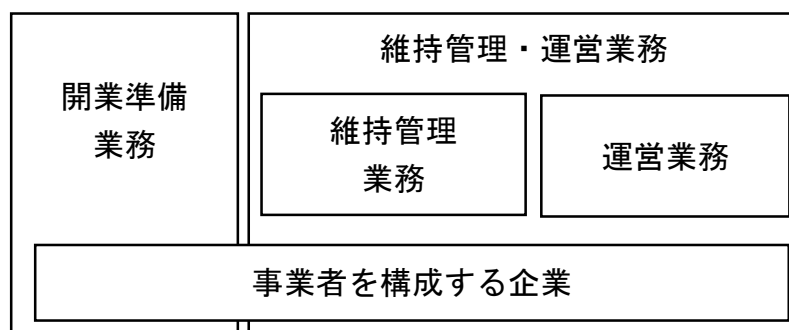 開業準備
業務
維持管理・運営業務
維持管理
業務
運営業務
事業者を構成する企業